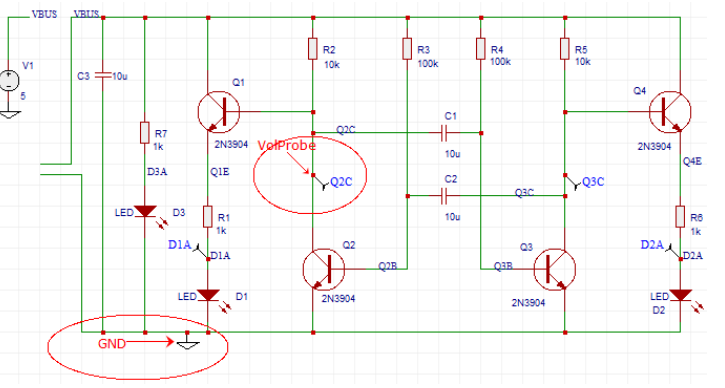 VBUS
VBUS
V1
5
C3
10u
R7
1k
D3A
LED
D3
Q1
2N3904
Q1E
R1
1k
D1A
D1A
LED
D1
GND
R2
10k
Q2C
VolProbe
Q2C
Q2
2N3904
Q2B
R3
100k
R4
100k
C1
10u
C2
10u
Q3C
Q3B
R5
10k
Q3C
Q3
2N3904
Q4
2N3904
Q4E
R6
1k
D2A
D2A
LED
D2